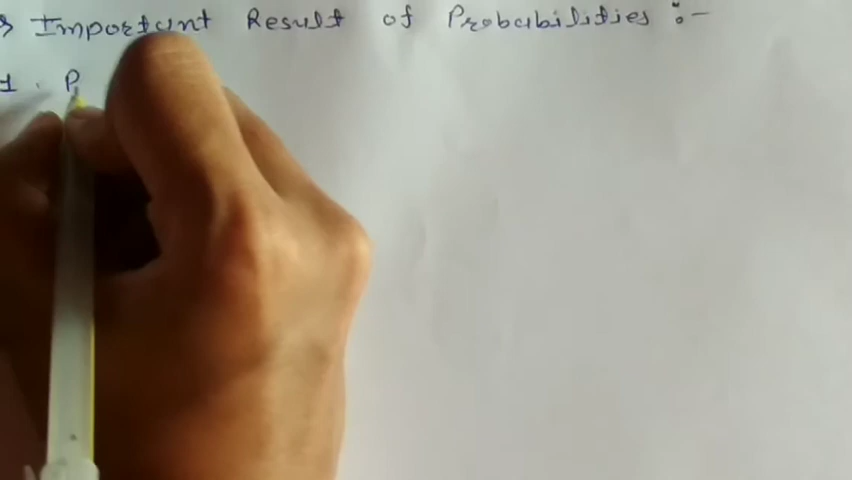 Important Result of Probabilities :-
1. P